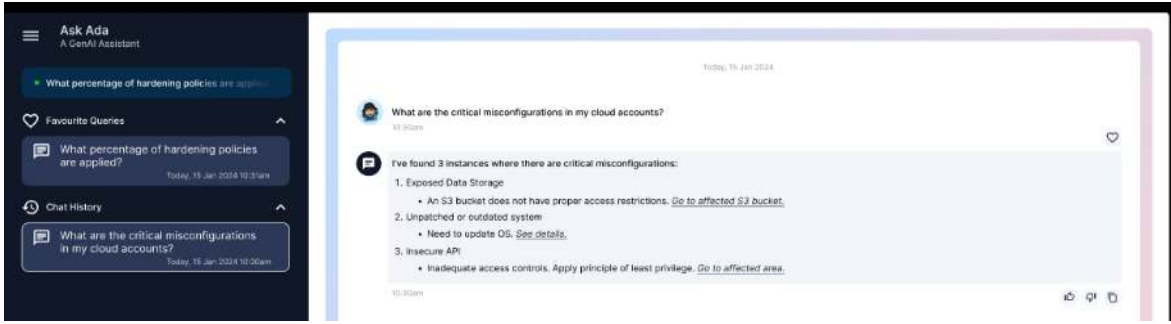 Ask Ada
A GenAI Assistant
What percentage of hardening policies are applied
Favourite Queries
What percentage of hardening policies
are applied?
Today, 15 Jan 2024 10:31am
Chat History
What are the critical misconfigurations
in my cloud accounts?
Today, 15 Jan 2024 10:30am
Today, 15 Jan 2024
What are the critical misconfigurations in my cloud accounts?
10:30am
I've found 3 instances where there are critical misconfigurations:
1. Exposed Data Storage
• An S3 bucket does not have proper access restrictions. Go to affected S3 bucket.
2. Unpatched or outdated system
• Need to update OS. See details.
3. Insecure API
• Inadequate access controls. Apply principle of least privilege. Go to affected area.
10:30am